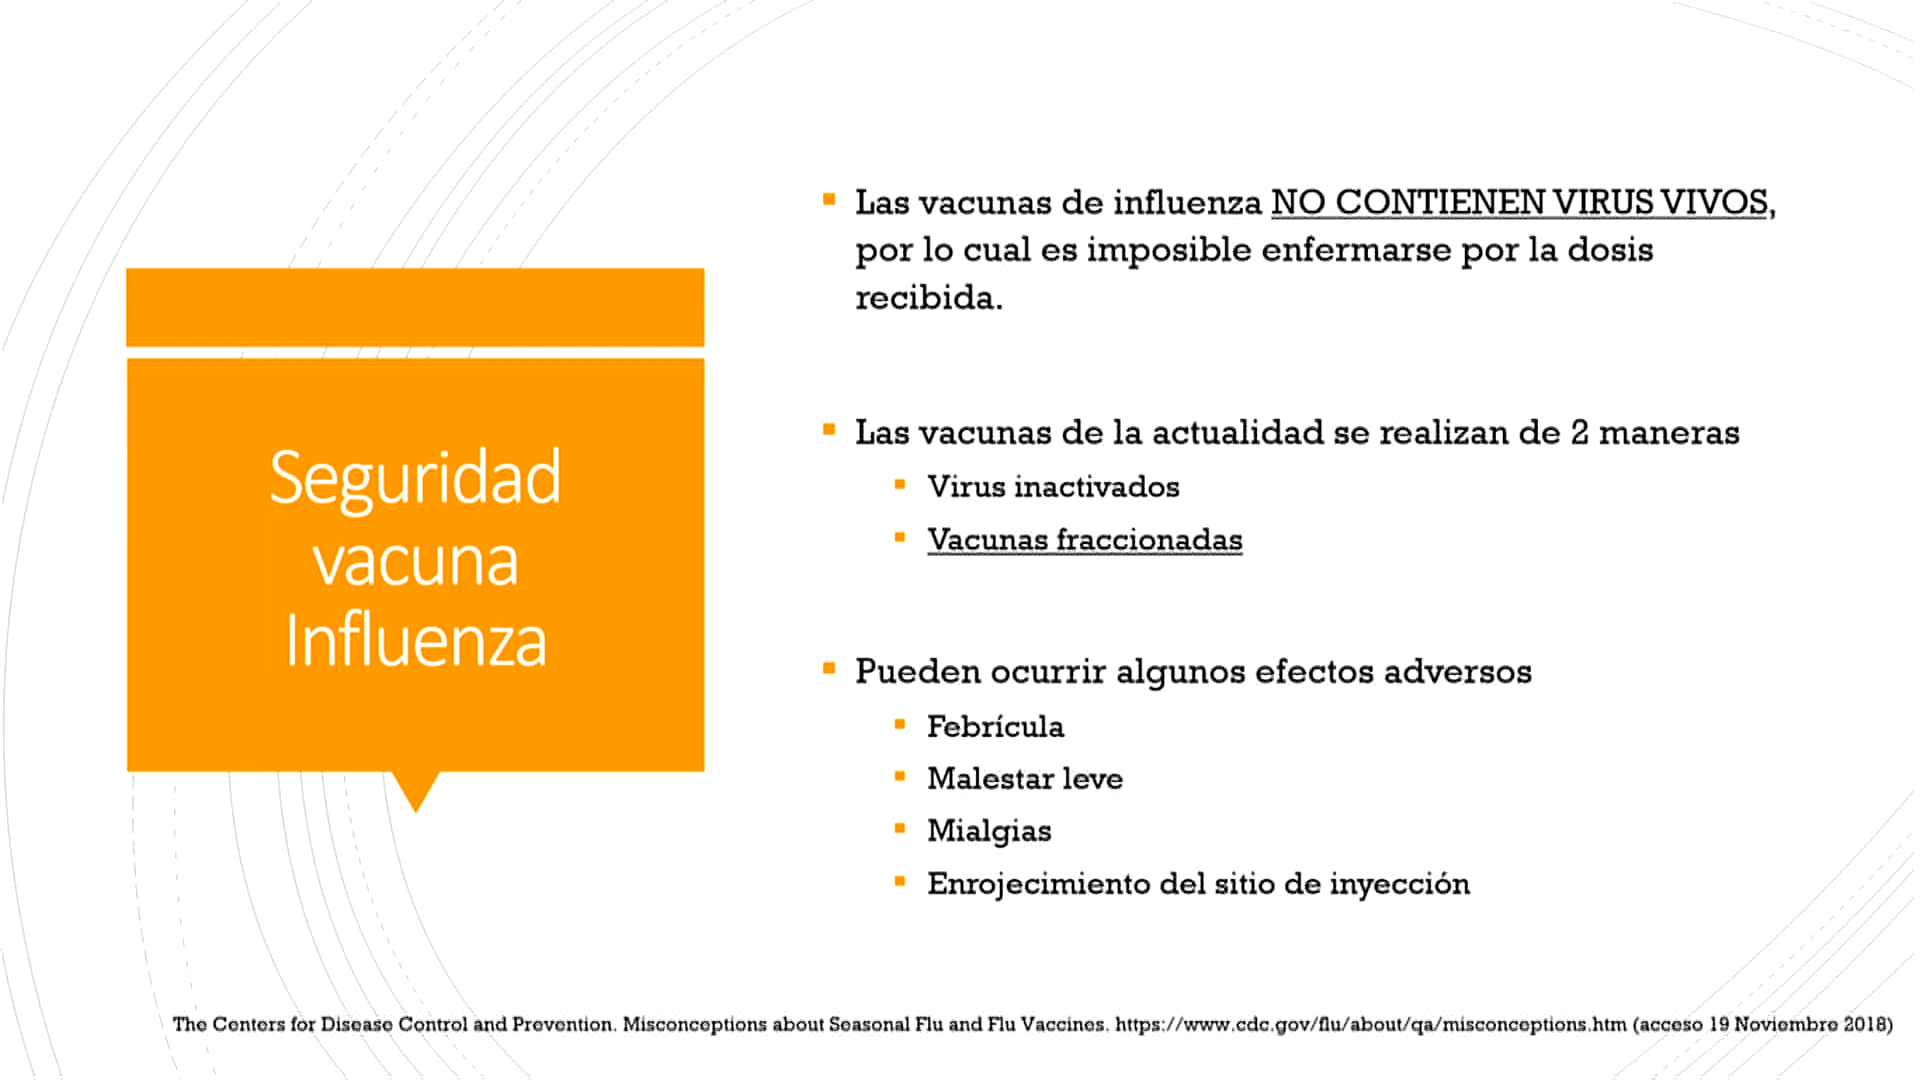 Seguridad
vacuna
Influenza
Las vacunas de influenza NO CONTIENEN VIRUS VIVOS,
por lo cual es imposible enfermarse por la dosis
recibida.
Las vacunas de la actualidad se realizan de 2 maneras
Virus inactivados
Vacunas fraccionadas
Pueden ocurrir algunos efectos adversos
Febrícula
Malestar leve
Mialgias
Enrojecimiento del sitio de inyección
The Centers for Disease Control and Prevention. Misconceptions about Seasonal Flu and Flu Vaccines. https://www.cdc.gov/flu/about/qa/misconceptions.htm (acceso 19 Noviembre 2018)